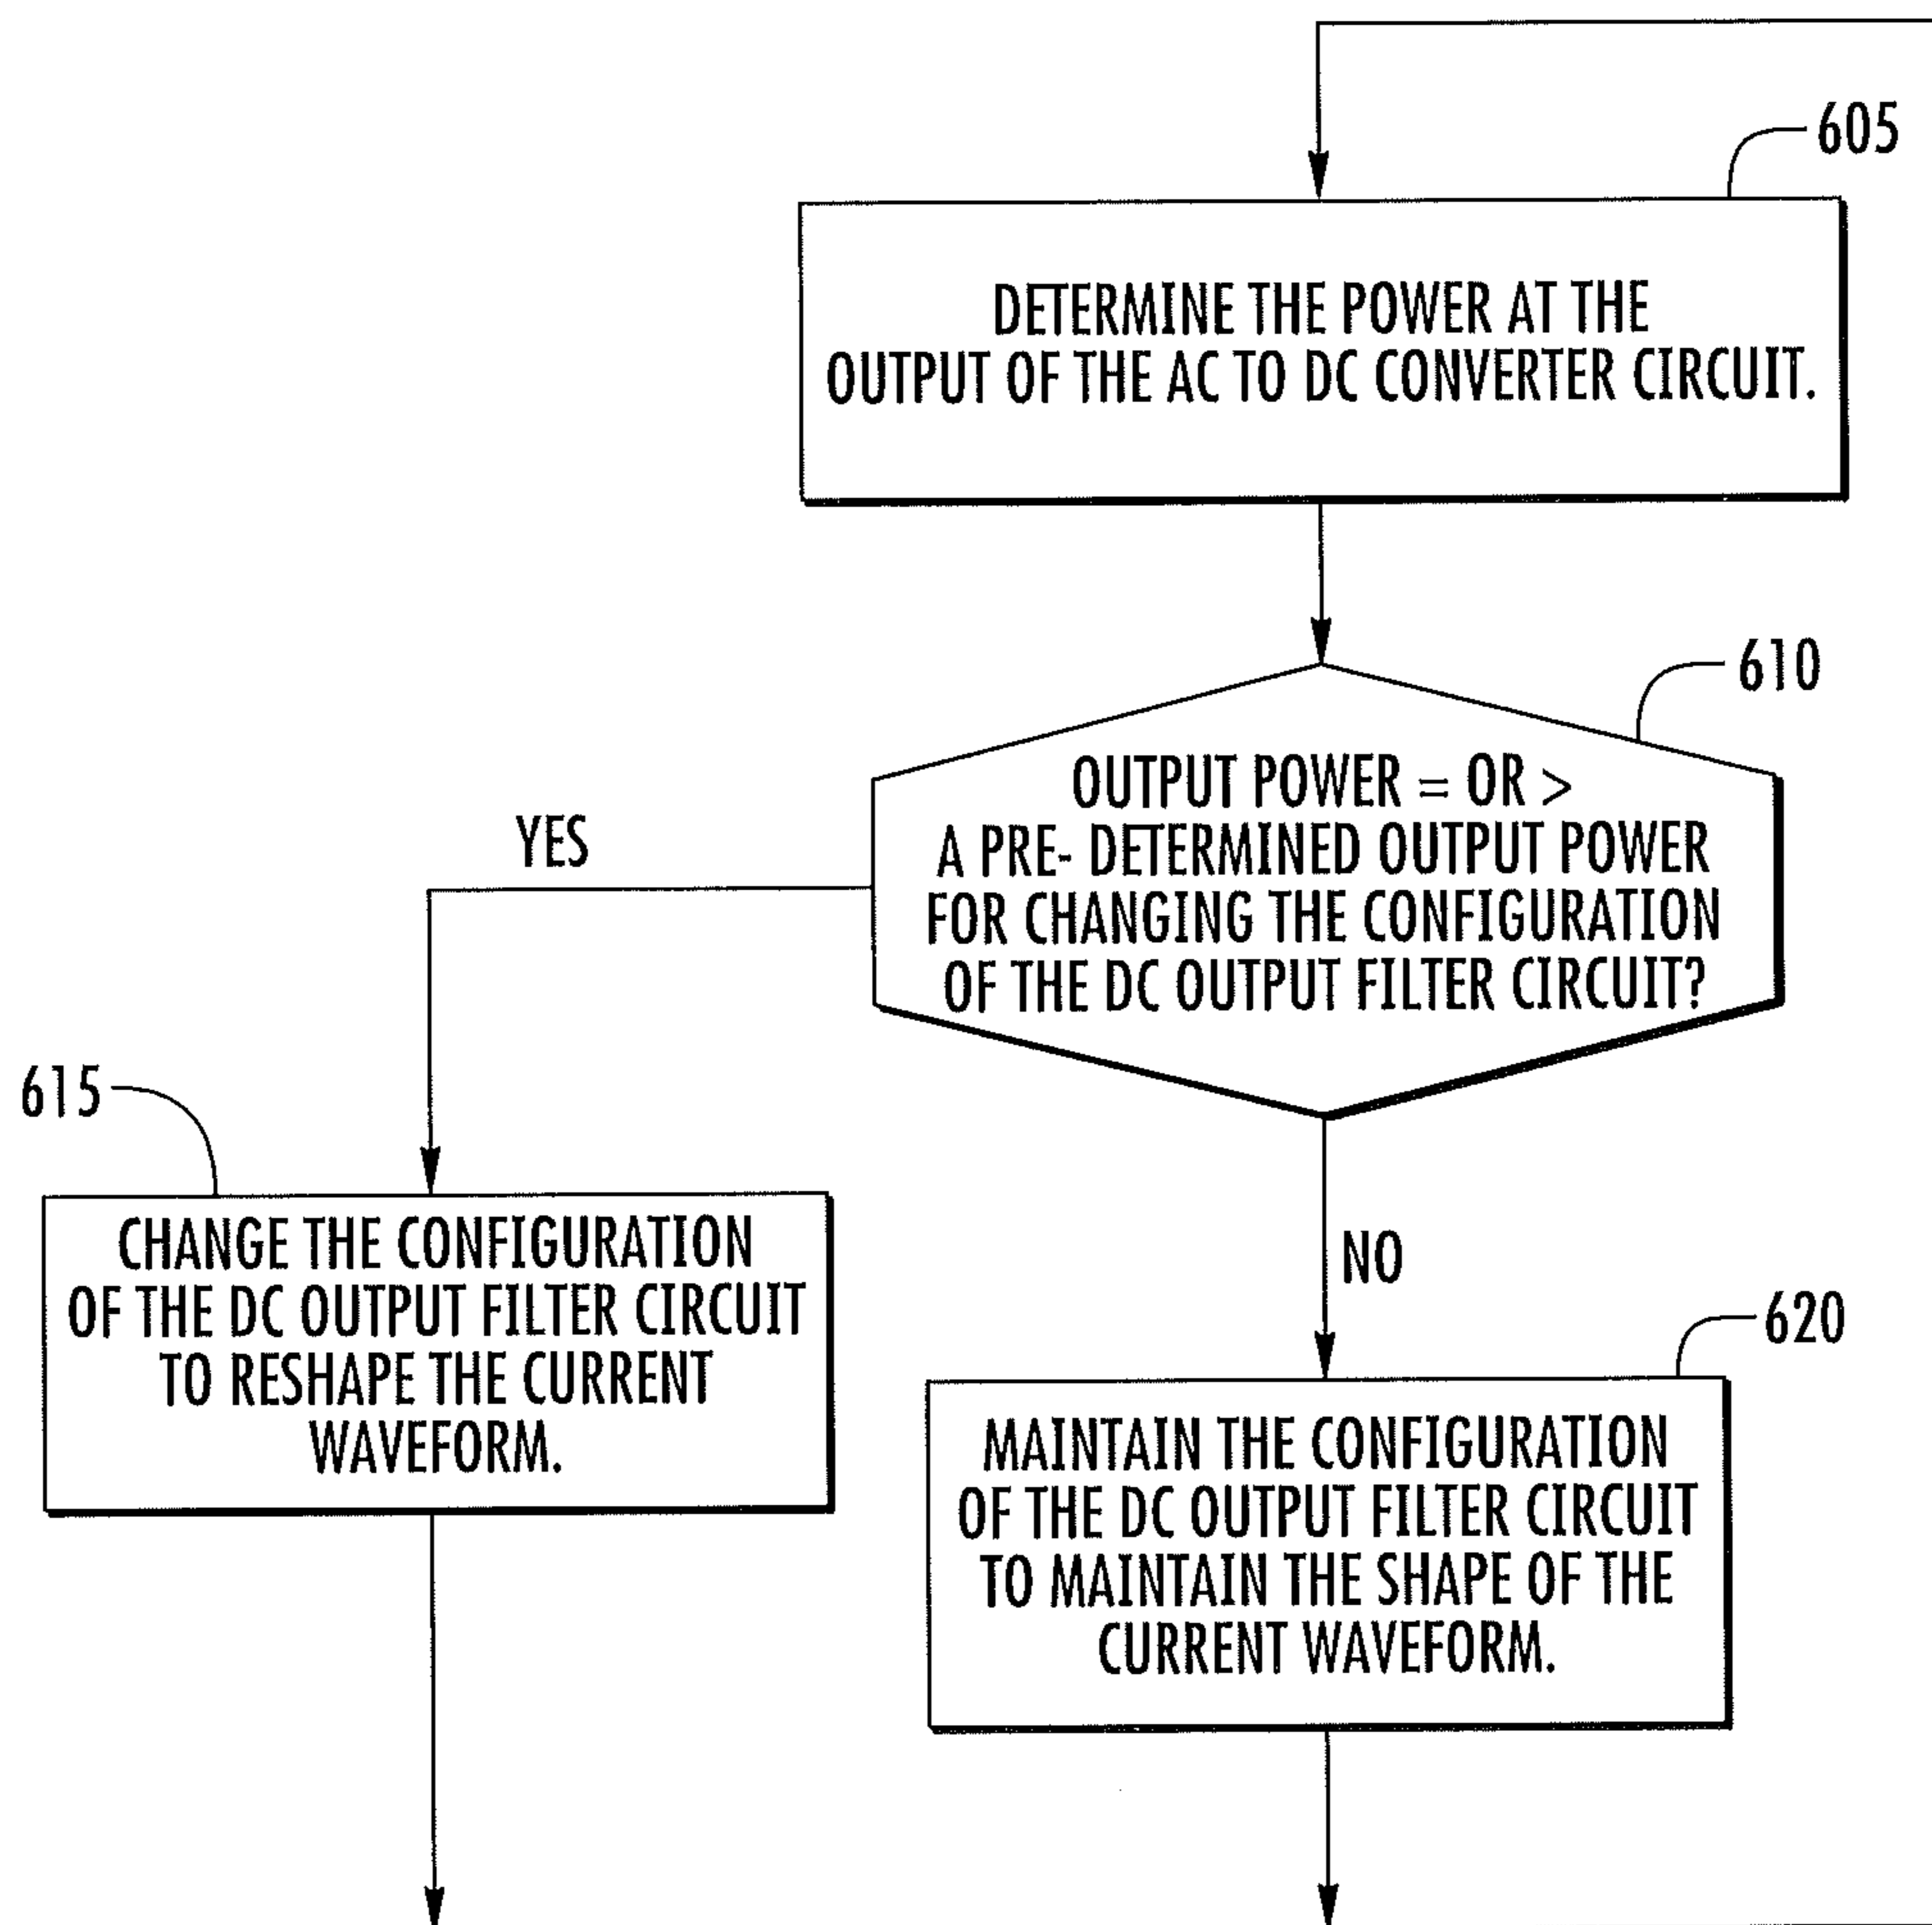 605
DETERMINE THE POWER AT THE
OUTPUT OF THE AC TO DC CONVERTER CIRCUIT.
610
OUTPUT POWER = OR >
A PRE- DETERMINED OUTPUT POWER
FOR CHANGING THE CONFIGURATION
OF THE DC OUTPUT FILTER CIRCUIT?
YES
615
CHANGE THE CONFIGURATION
OF THE DC OUTPUT FILTER CIRCUIT
TO RESHAPE THE CURRENT
WAVEFORM.
NO
620
MAINTAIN THE CONFIGURATION
OF THE DC OUTPUT FILTER CIRCUIT
TO MAINTAIN THE SHAPE OF THE
CURRENT WAVEFORM.